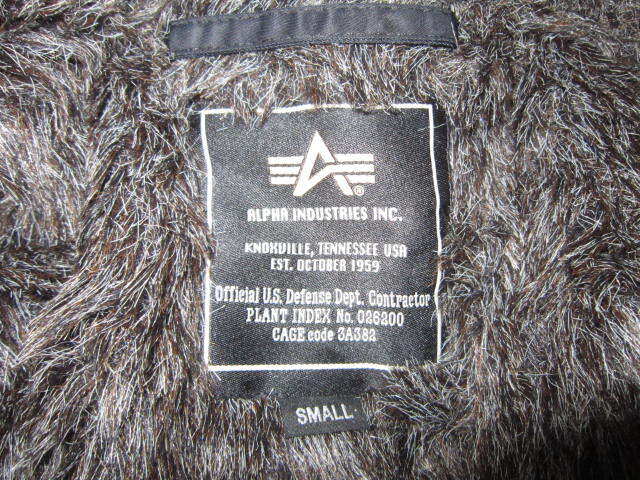 ®
ALPHA INDUSTRIES INC.
KNOXVILLE, TENNESSEE USA
EST. OCTOBER 1959
Official U.S. Defense Dept. Contractor
PLANT INDEX No. 026200
CAGE code 3A382
SMALL